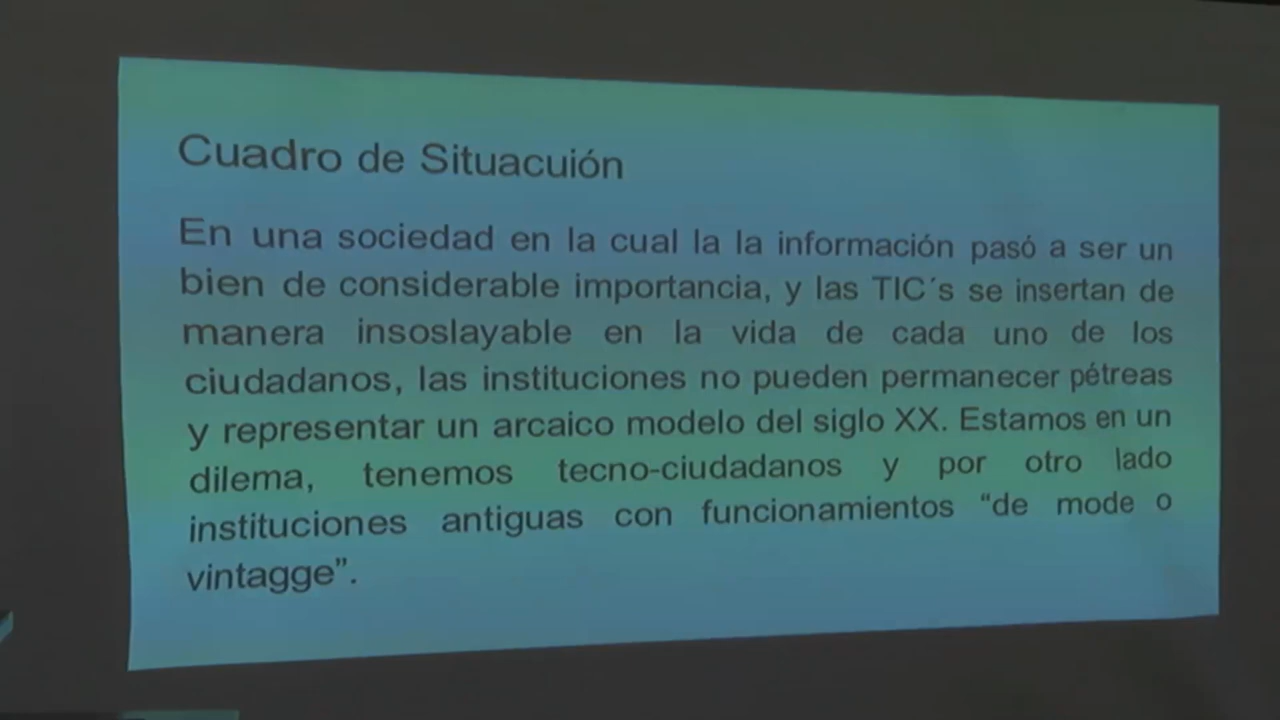 Cuadro de Situacuión
En una sociedad en la cual la la información pasó a ser un
bien de considerable importancia, y las TIC´s se insertan de
manera insoslayable en la vida de cada uno de los
ciudadanos, las instituciones no pueden permanecer pétreas
y representar un arcaico modelo del siglo XX. Estamos en un
dilema, tenemos tecno-ciudadanos y por otro lado
instituciones antiguas con funcionamientos “de mode o
vintagge”.